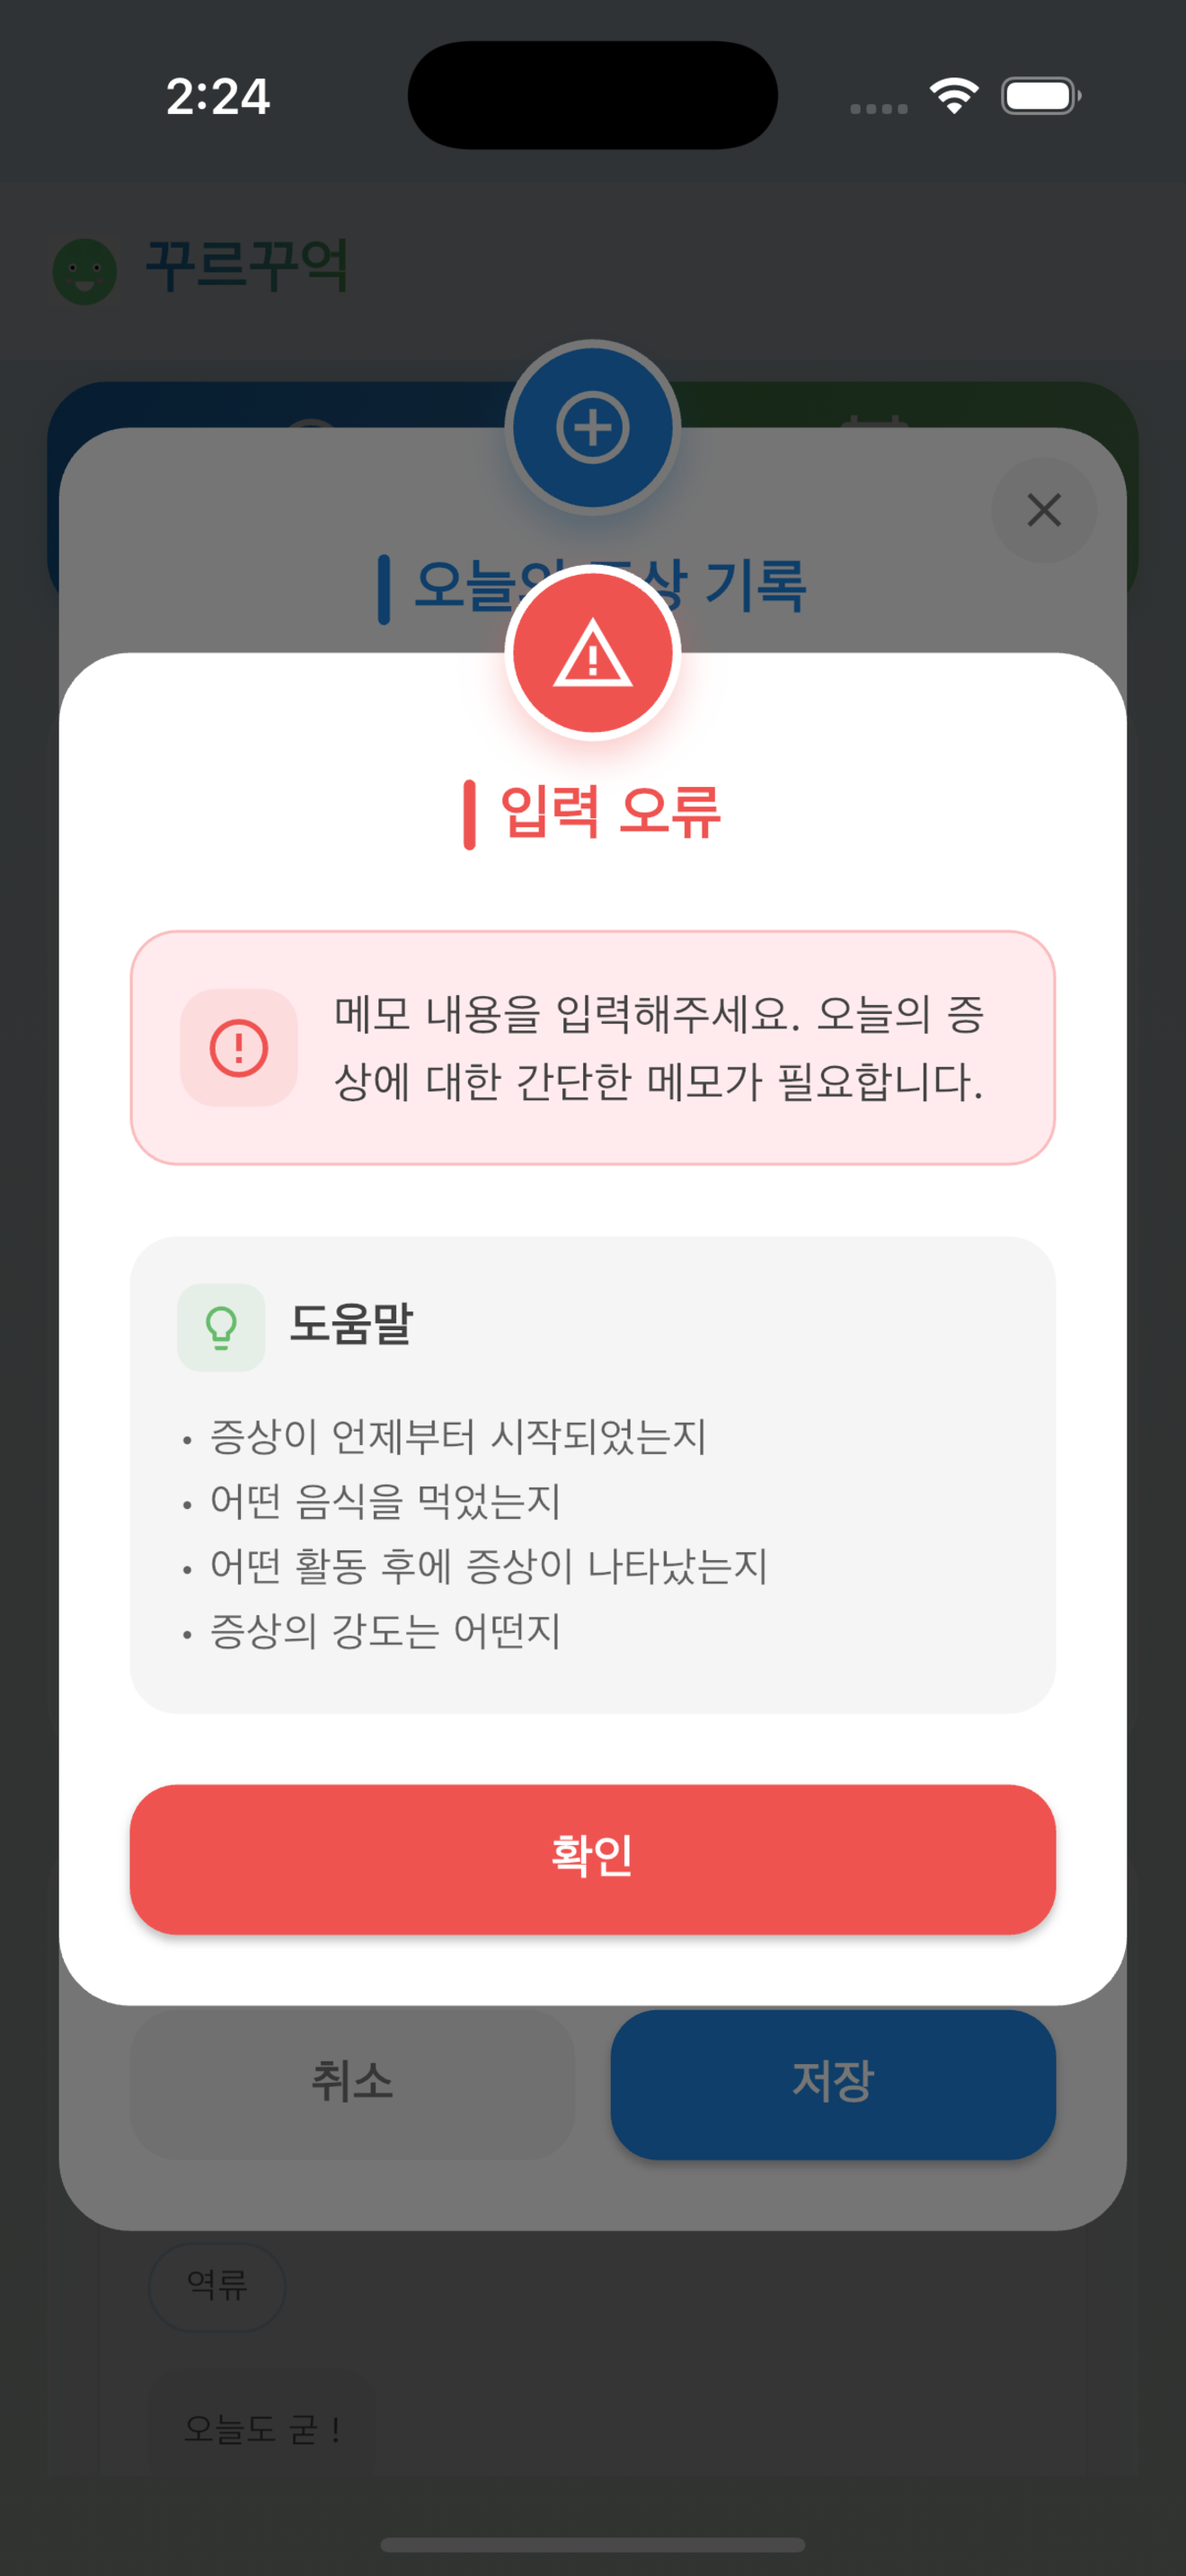 2:24
꾸르꾸억
오늘의 증상 기록
입력 오류
메모 내용을 입력해주세요. 오늘의 증
상에 대한 간단한 메모가 필요합니다.
도움말
• 증상이 언제부터 시작되었는지
• 어떤 음식을 먹었는지
• 어떤 활동 후에 증상이 나타났는지
• 증상의 강도는 어떤지
확인
취소
저장
역류
오늘도 굳 !